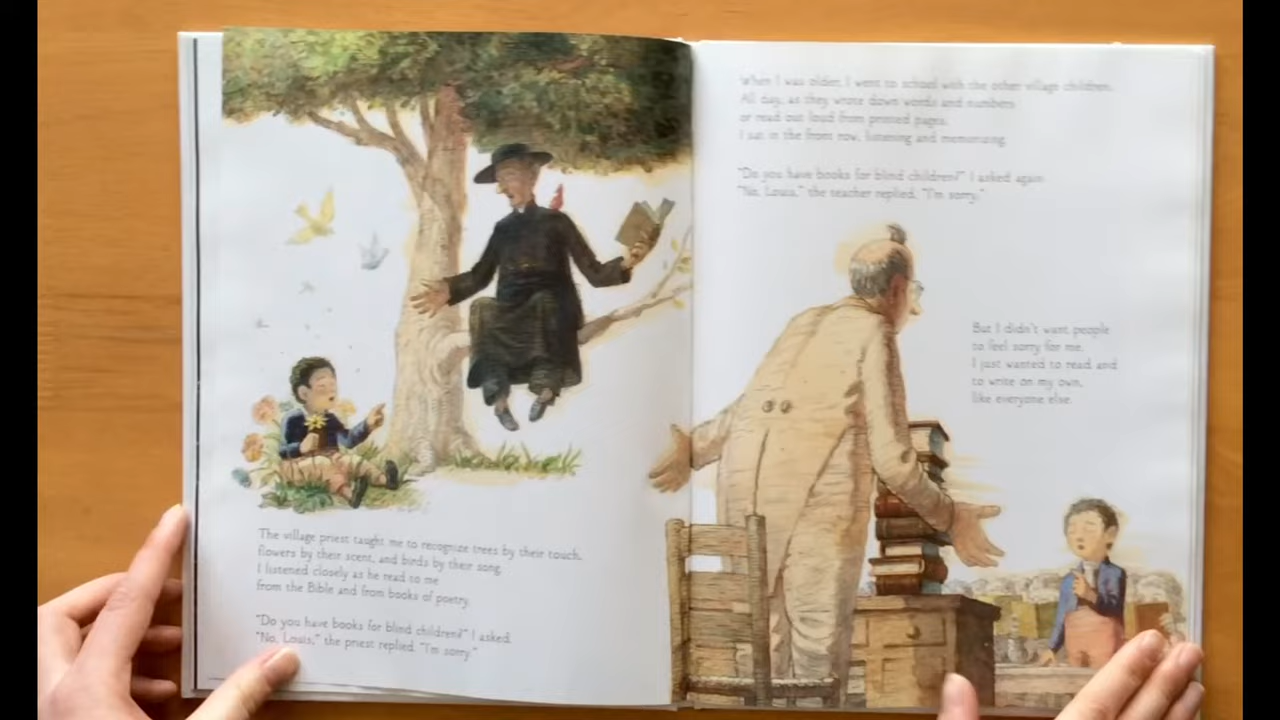 The village priest taught me to recognize trees by their touch,
flowers by their scent, and birds by their song.
I listened closely as he read to me
from the Bible and from books of poetry.
"Do you have books for blind children?" I asked.
"No, Louis," the priest replied. "I'm sorry."
When I was older, I went to school with the other village children.
All day, as they wrote down words and numbers
or read out loud from printed pages,
I sat in the front row, listening and memorizing.
"Do you have books for blind children?" I asked again.
"No, Louis," the teacher replied. "I'm sorry."
But I didn't want people
to feel sorry for me.
I just wanted to read and
to write on my own,
like everyone else.